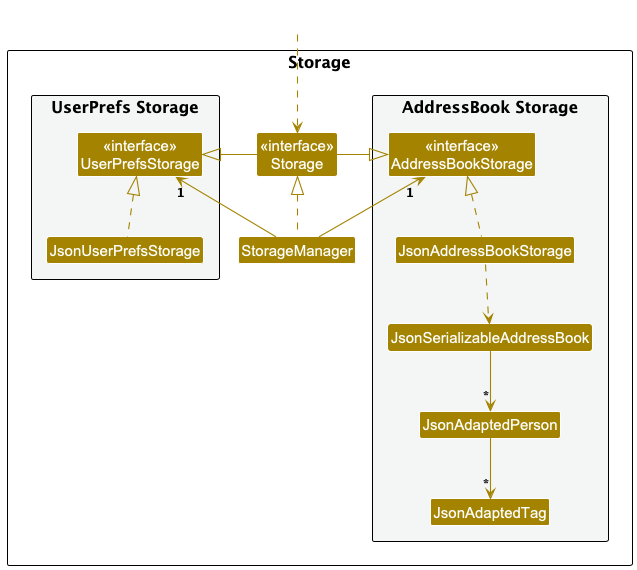 Storage
UserPrefs Storage
AddressBook Storage
«interface»
UserPrefsStorage
«interface»
Storage
«interface»
AddressBookStorage
1
1
JsonUserPrefsStorage
StorageManager
JsonAddressBookStorage
JsonSerializableAddressBook
*
JsonAdaptedPerson
*
JsonAdaptedTag